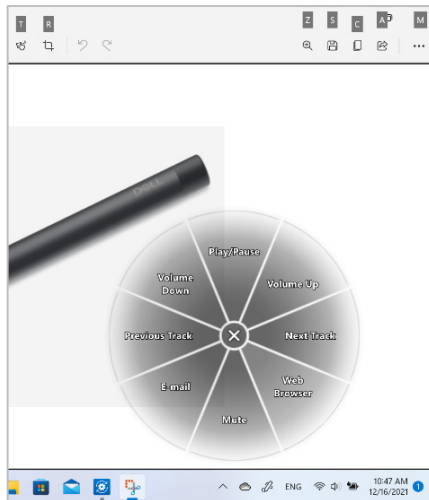 T R Z S C A M
DELL
Play/Pause
Volume
Down
Volume Up
Previous Track
Next Track
E-mail
Web
Browser
Mute
ENG
10:47 AM
12/16/2021
1